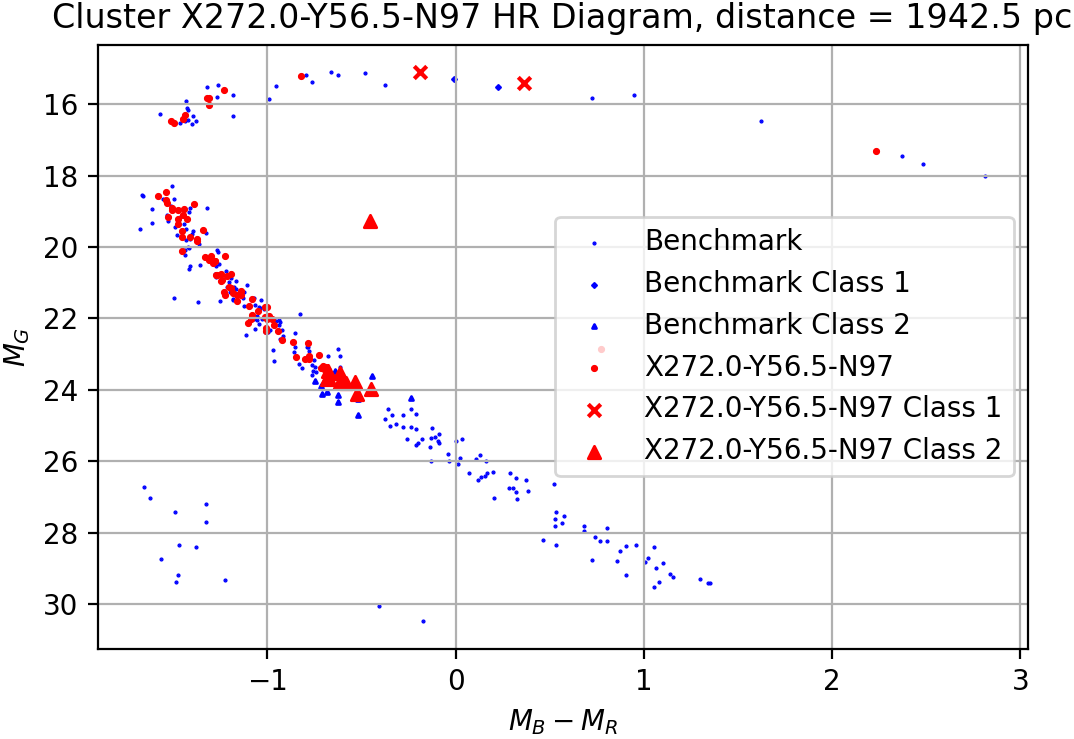 Cluster X272.0-Y56.5-N97 HR Diagram, distance = 1942.5 pc
16
18
20
22
24
26
28
30
M_G
Benchmark
Benchmark Class 1
Benchmark Class 2
X272.0-Y56.5-N97
X272.0-Y56.5-N97 Class 1
X272.0-Y56.5-N97 Class 2
−1 0 1 2 3
M_B − M_R